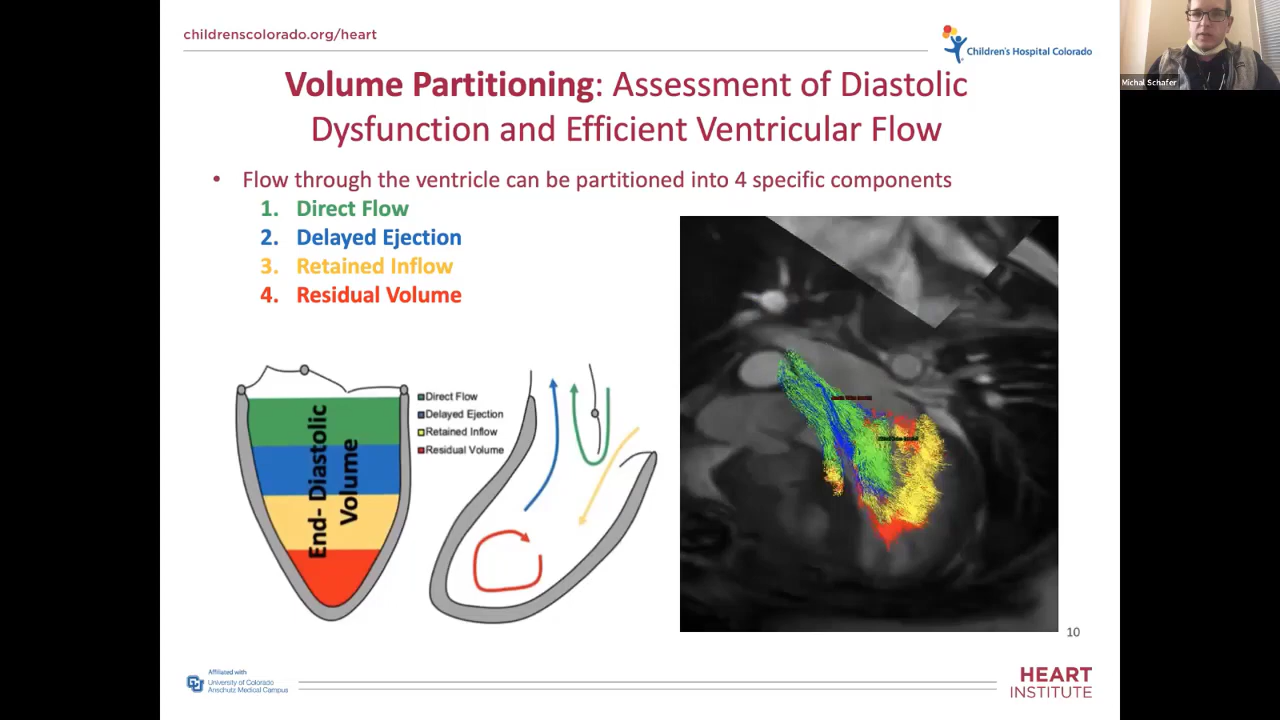 childrenscolorado.org/heart
Children's Hospital Colorado
Michal Schafer
Volume Partitioning: Assessment of Diastolic
Dysfunction and Efficient Ventricular Flow
• Flow through the ventricle can be partitioned into 4 specific components
1. Direct Flow
2. Delayed Ejection
3. Retained Inflow
4. Residual Volume
End- Diastolic
Volume
Direct Flow
Delayed Ejection
Retained Inflow
Residual Volume
10
Affiliated with
University of Colorado
Anschutz Medical Campus
HEART
INSTITUTE